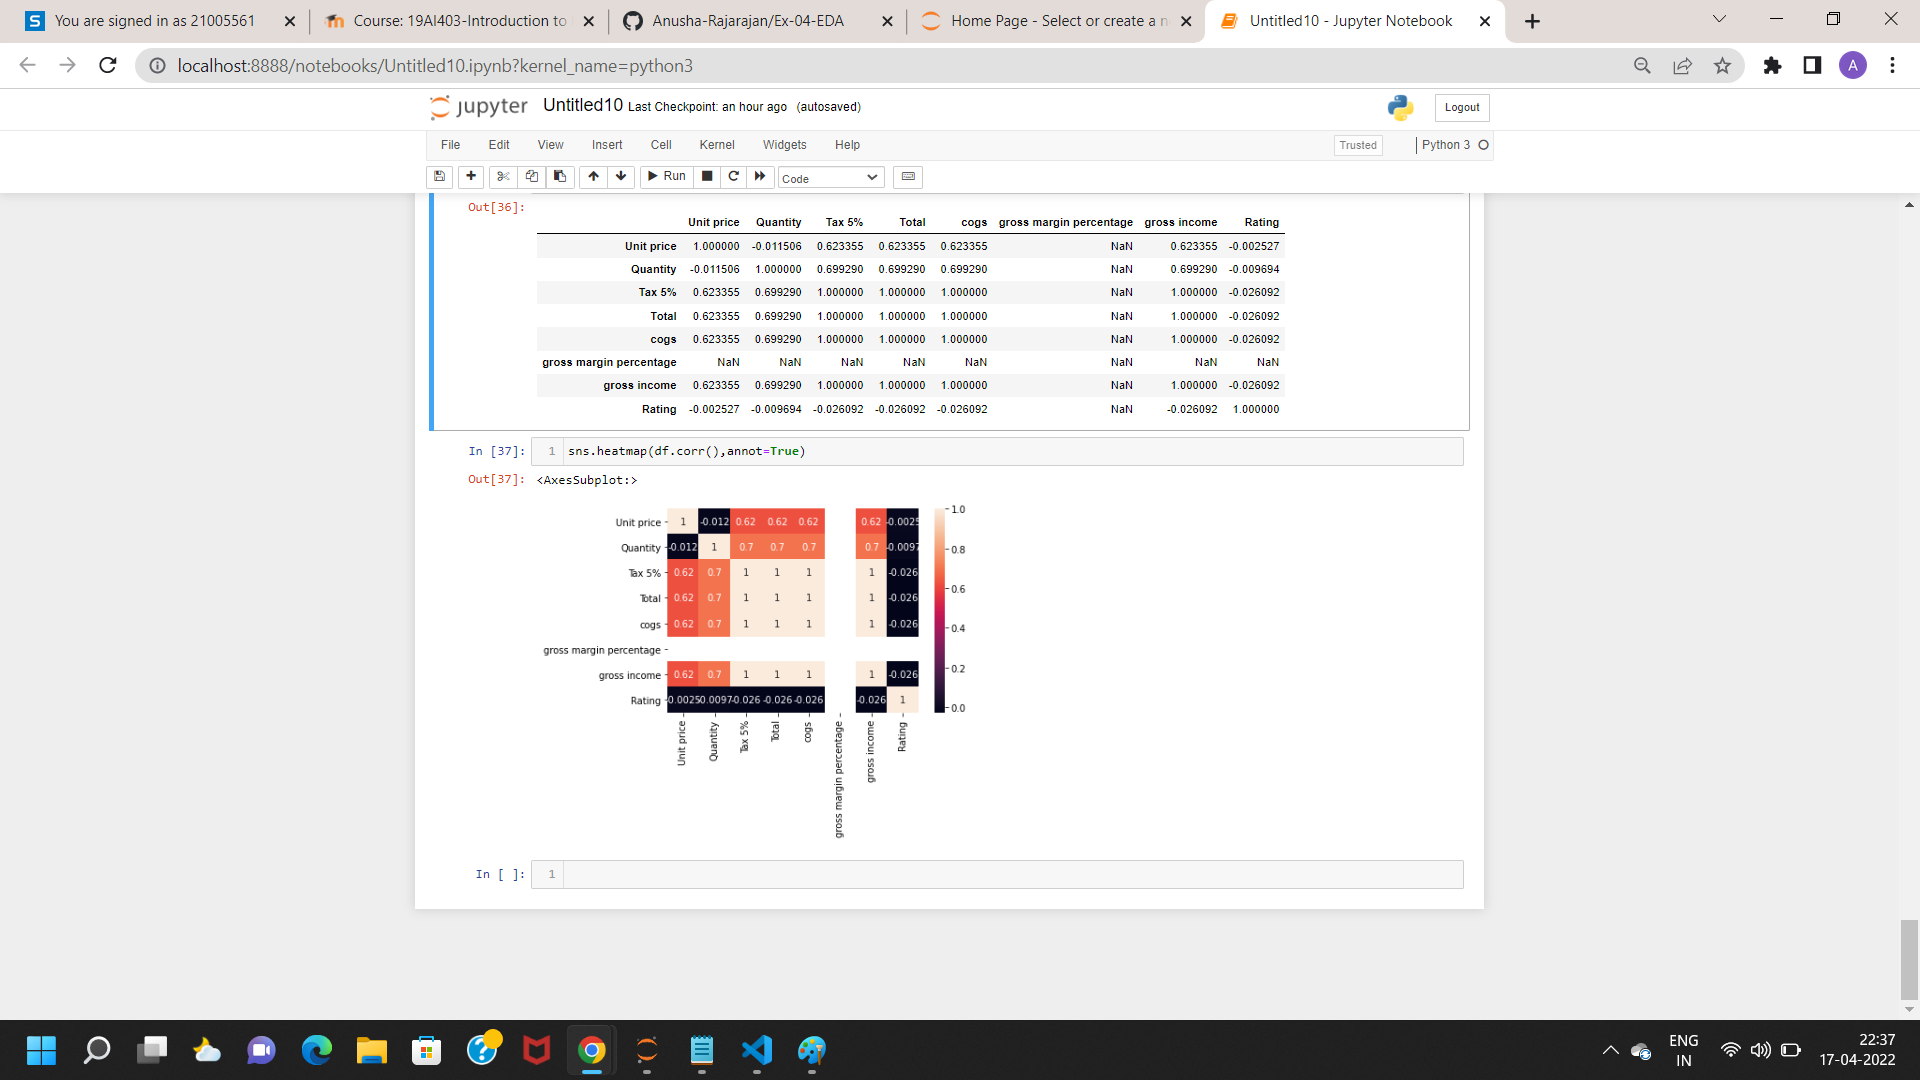 You are signed in as 21005561
Course: 19AI403-Introduction to
Anusha-Rajarajan/Ex-04-EDA
Home Page - Select or create a n
Untitled10 - Jupyter Notebook
localhost:8888/notebooks/Untitled10.ipynb?kernel_name=python3
A
jupyter Untitled10 Last Checkpoint: an hour ago (autosaved)
Logout
File Edit View Insert Cell Kernel Widgets Help
Trusted
Python 3
Run
Code
Out[36]:
Unit price Quantity Tax 5% Total cogs gross margin percentage gross income Rating
Unit price 1.000000 -0.011506 0.623355 0.623355 0.623355 NaN 0.623355 -0.002527
Quantity -0.011506 1.000000 0.699290 0.699290 0.699290 NaN 0.699290 -0.009694
Tax 5% 0.623355 0.699290 1.000000 1.000000 1.000000 NaN 1.000000 -0.026092
Total 0.623355 0.699290 1.000000 1.000000 1.000000 NaN 1.000000 -0.026092
cogs 0.623355 0.699290 1.000000 1.000000 1.000000 NaN 1.000000 -0.026092
gross margin percentage NaN NaN NaN NaN NaN NaN NaN NaN
gross income 0.623355 0.699290 1.000000 1.000000 1.000000 NaN 1.000000 -0.026092
Rating -0.002527 -0.009694 -0.026092 -0.026092 -0.026092 NaN -0.026092 1.000000
In [37]: 1 sns.heatmap(df.corr(),annot=True)
Out[37]: <AxesSubplot:>
Unit price 1 -0.012 0.62 0.62 0.62 0.62 -0.0025
Quantity -0.012 1 0.7 0.7 0.7 0.7 -0.0097
Tax 5% 0.62 0.7 1 1 1 1 -0.026
Total 0.62 0.7 1 1 1 1 -0.026
cogs 0.62 0.7 1 1 1 1 -0.026
gross margin percentage
gross income 0.62 0.7 1 1 1 1 -0.026
Rating -0.0025 -0.0097 -0.026 -0.026 -0.026 -0.026 1
Unit price
Quantity
Tax 5%
Total
cogs
gross margin percentage
gross income
Rating
1.0
0.8
0.6
0.4
0.2
0.0
In [ ]: 1
ENG
IN
22:37
17-04-2022